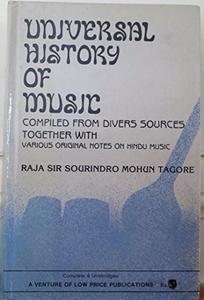 UNIVERSAL
HISTORY
OF
MUSIC
COMPILED FROM DIVERS SOURCES
TOGETHER WITH
VARIOUS ORIGINAL NOTES ON HINDU MUSIC
RAJA SIR SOURINDRO MOHUN TAGORE
Complete & Unabridged
A VENTURE OF LOW PRICE PUBLICATIONS